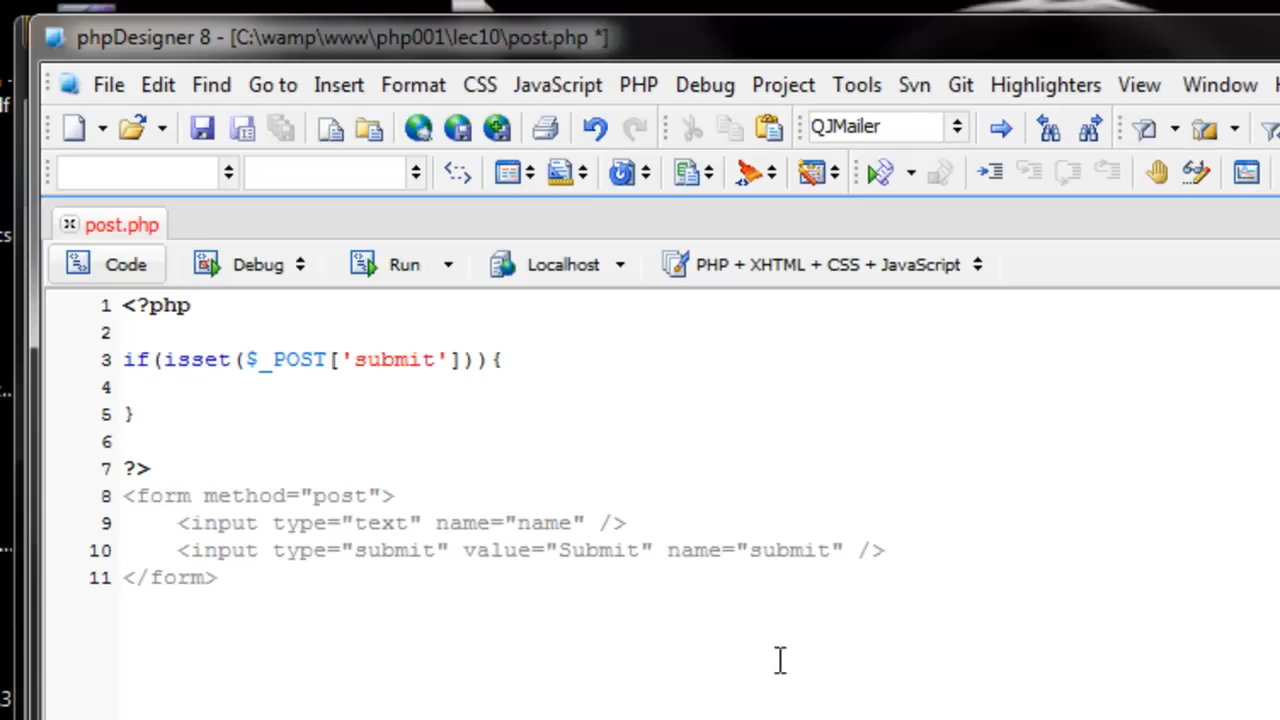 phpDesigner 8 - [C:\wamp\www\php001\lec10\post.php *]
File Edit Find Go to Insert Format CSS JavaScript PHP Debug Project Tools Svn Git Highlighters View Window
QJMailer
post.php
Code Debug Run Localhost PHP + XHTML + CSS + JavaScript
1 <?php
2
3 if(isset($_POST['submit'])){
4
5 }
6
7 ?>
8 <form method="post">
9 <input type="text" name="name" />
10 <input type="submit" value="Submit" name="submit" />
11 </form>